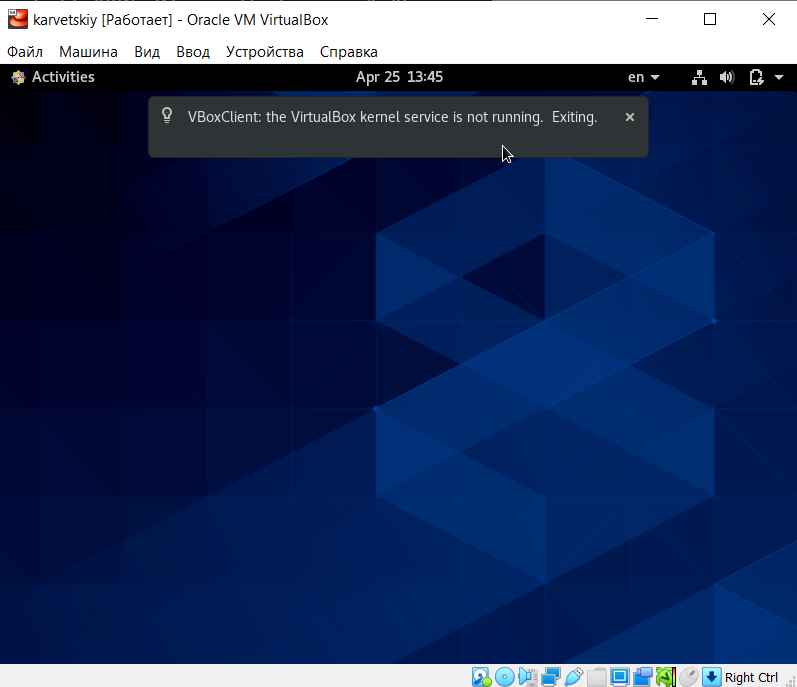 karvetskiy [Работает] - Oracle VM VirtualBox
Файл Машина Вид Ввод Устройства Справка
Activities Apr 25 13:45 en
VBoxClient: the VirtualBox kernel service is not running. Exiting.
Right Ctrl